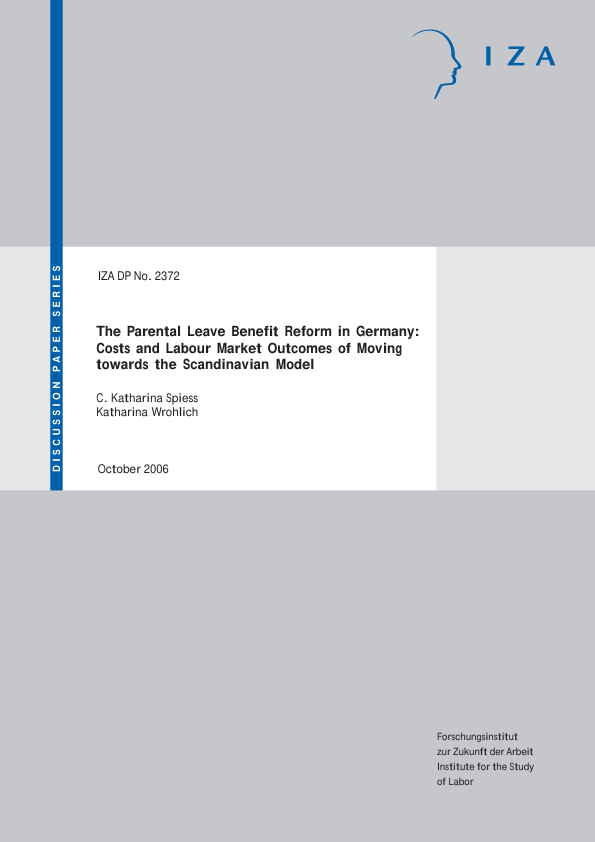 I Z A
DISCUSSION PAPER SERIES
IZA DP No. 2372
The Parental Leave Benefit Reform in Germany:
Costs and Labour Market Outcomes of Moving
towards the Scandinavian Model
C. Katharina Spiess
Katharina Wrohlich
October 2006
Forschungsinstitut
zur Zukunft der Arbeit
Institute for the Study
of Labor